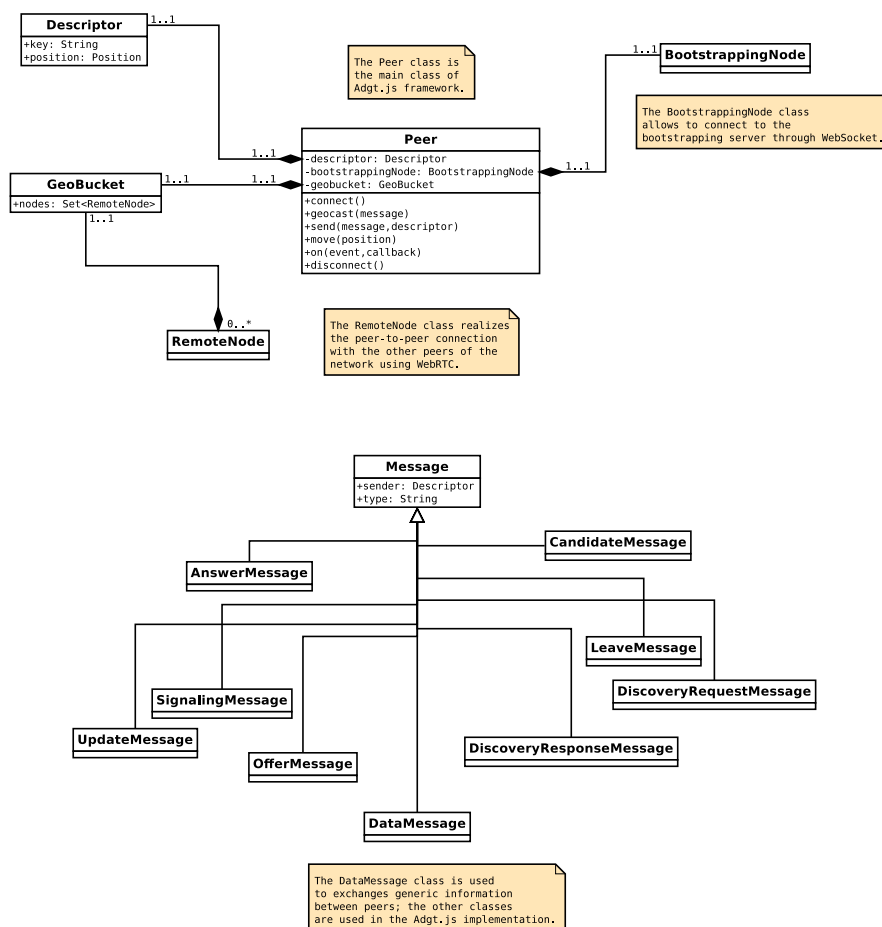 Descriptor
+key: String
+position: Position
1..1
The Peer class is
the main class of
Adgt.js framework.
1..1
BootstrappingNode
The BootstrappingNode class
allows to connect to the
bootstrapping server through WebSocket.
Peer
-descriptor: Descriptor
-bootstrappingNode: BootstrappingNode
-geobucket: GeoBucket
+connect()
+geocast(message)
+send(message,descriptor)
+move(position)
+on(event,callback)
+disconnect()
1..1
1..1
1..1
1..1
GeoBucket
+nodes: Set<RemoteNode>
1..1
0..*
RemoteNode
The RemoteNode class realizes
the peer-to-peer connection
with the other peers of the
network using WebRTC.
Message
+sender: Descriptor
+type: String
CandidateMessage
AnswerMessage
LeaveMessage
DiscoveryRequestMessage
SignalingMessage
UpdateMessage
DiscoveryResponseMessage
OfferMessage
DataMessage
The DataMessage class is used
to exchanges generic information
between peers; the other classes
are used in the Adgt.js implementation.